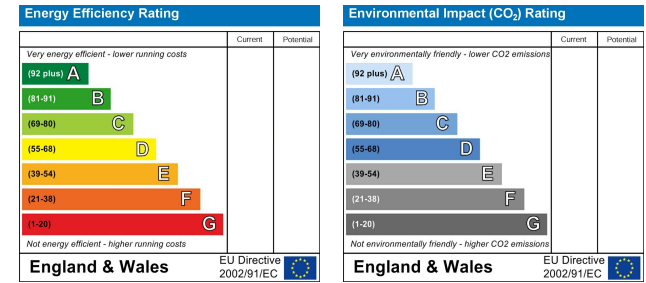 Energy Efficiency Rating
Current Potential
Very energy efficient - lower running costs
(92 plus) A
(81-91) B
(69-80) C
(55-68) D
(39-54) E
(21-38) F
(1-20) G
Not energy efficient - higher running costs
England & Wales
EU Directive
2002/91/EC
Environmental Impact (CO₂) Rating
Current Potential
Very environmentally friendly - lower CO2 emissions
(92 plus) A
(81-91) B
(69-80) C
(55-68) D
(39-54) E
(21-38) F
(1-20) G
Not environmentally friendly - higher CO2 emissions
England & Wales
EU Directive
2002/91/EC